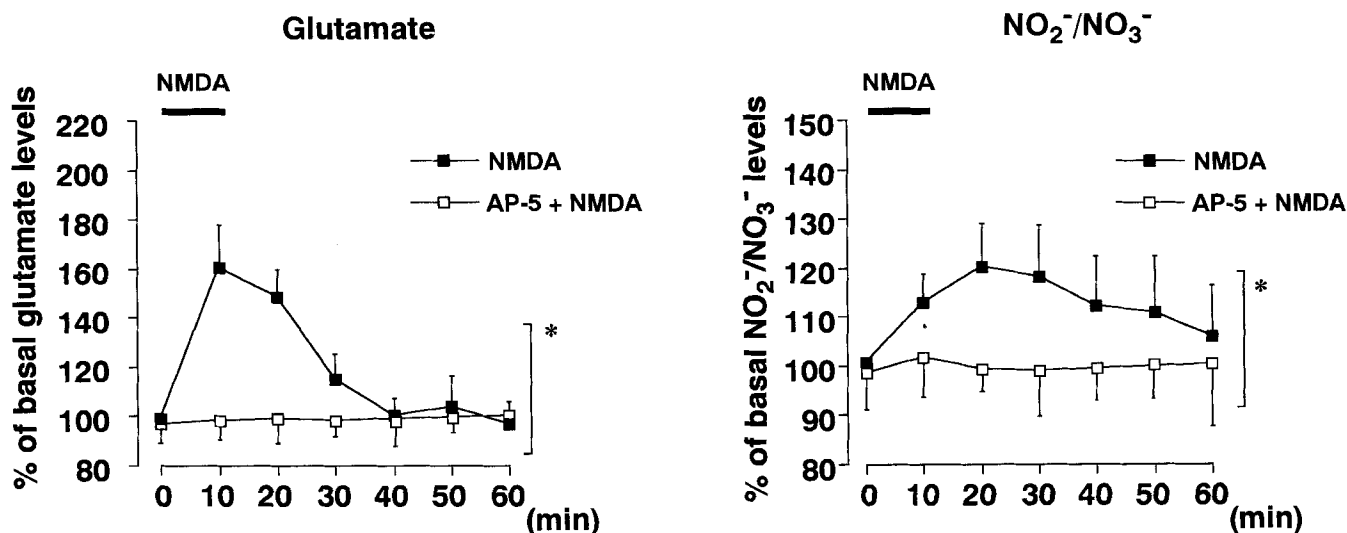 Glutamate
NMDA
% of basal glutamate levels
220
200
180
160
140
120
100
80
NMDA
AP-5 + NMDA
*
0 10 20 30 40 50 60
(min)
NO₂⁻/NO₃⁻
NMDA
% of basal NO₂⁻/NO₃⁻ levels
150
140
130
120
110
100
90
80
NMDA
AP-5 + NMDA
*
0 10 20 30 40 50 60
(min)